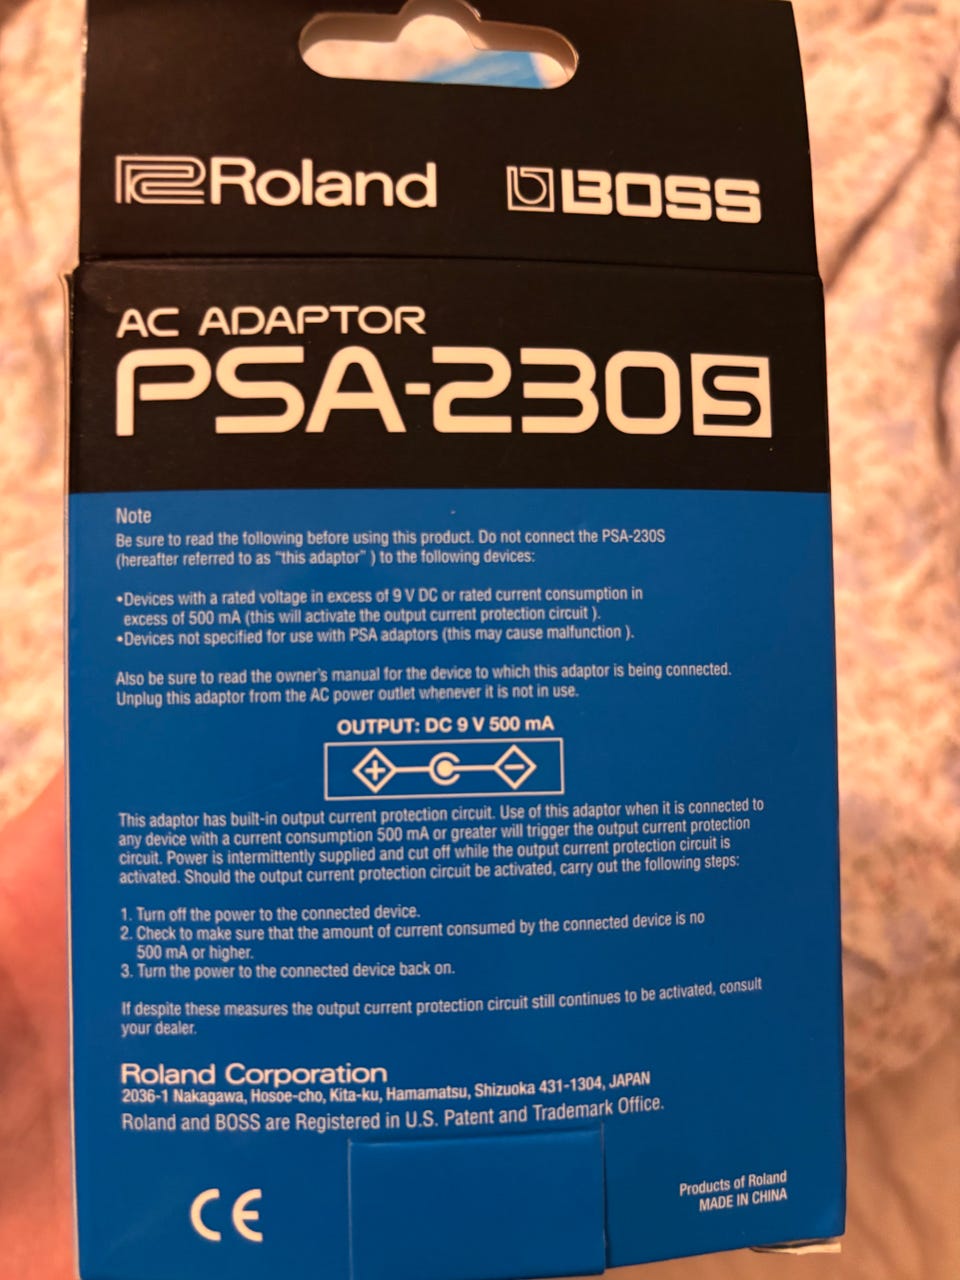 Roland BOSS
AC ADAPTOR
PSA-230S
Note
Be sure to read the following before using this product. Do not connect the PSA-230S
(hereafter referred to as "this adaptor" ) to the following devices:
•Devices with a rated voltage in excess of 9 V DC or rated current consumption in
excess of 500 mA (this will activate the output current protection circuit ).
•Devices not specified for use with PSA adaptors (this may cause malfunction ).
Also be sure to read the owner's manual for the device to which this adaptor is being connected.
Unplug this adaptor from the AC power outlet whenever it is not in use.
OUTPUT: DC 9 V 500 mA
This adaptor has built-in output current protection circuit. Use of this adaptor when it is connected to
any device with a current consumption 500 mA or greater will trigger the output current protection
circuit. Power is intermittently supplied and cut off while the output current protection circuit is
activated. Should the output current protection circuit be activated, carry out the following steps:
1. Turn off the power to the connected device.
2. Check to make sure that the amount of current consumed by the connected device is no
500 mA or higher.
3. Turn the power to the connected device back on.
If despite these measures the output current protection circuit still continues to be activated, consult
your dealer.
Roland Corporation
2036-1 Nakagawa, Hosoe-cho, Kita-ku, Hamamatsu, Shizuoka 431-1304, JAPAN
Roland and BOSS are Registered in U.S. Patent and Trademark Office.
CE
Products of Roland
MADE IN CHINA